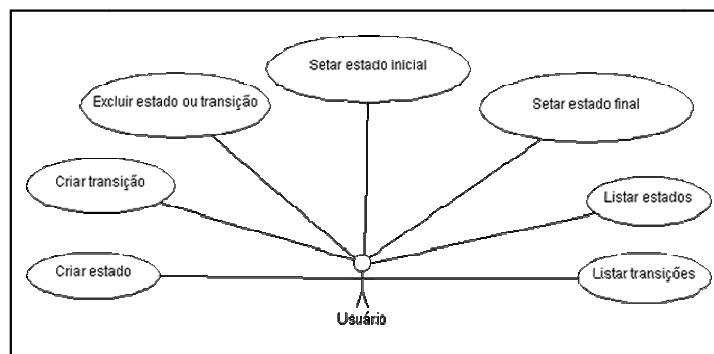 Setar estado inicial
Excluir estado ou transição
Setar estado final
Criar transição
Listar estados
Criar estado
Listar transições
Usuário